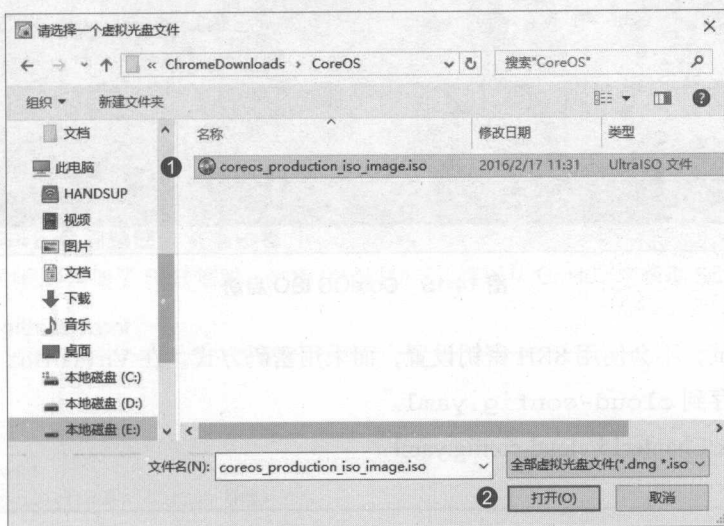 请选择一个虚拟光盘文件
« ChromeDownloads › CoreOS
搜索"CoreOS"
组织 新建文件夹
名称 修改日期 类型
文档
此电脑
HANDSUP
视频
图片
文档
下载
音乐
桌面
本地磁盘 (C:)
本地磁盘 (D:)
本地磁盘 (E:)
1 coreos_production_iso_image.iso 2016/2/17 11:31 UltraISO 文件
文件名(N): coreos_production_iso_image.iso 全部虚拟光盘文件(*.dmg *.iso
2 打开(O) 取消